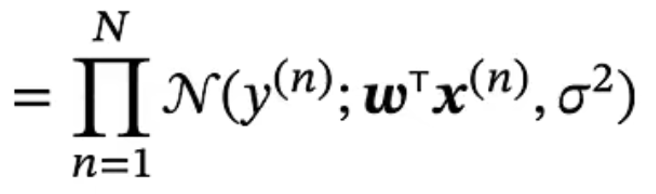 = ∏_{n=1}^{N} 𝒩(y^{(n)}; 𝒘^⊤𝒙^{(n)}, σ^2)